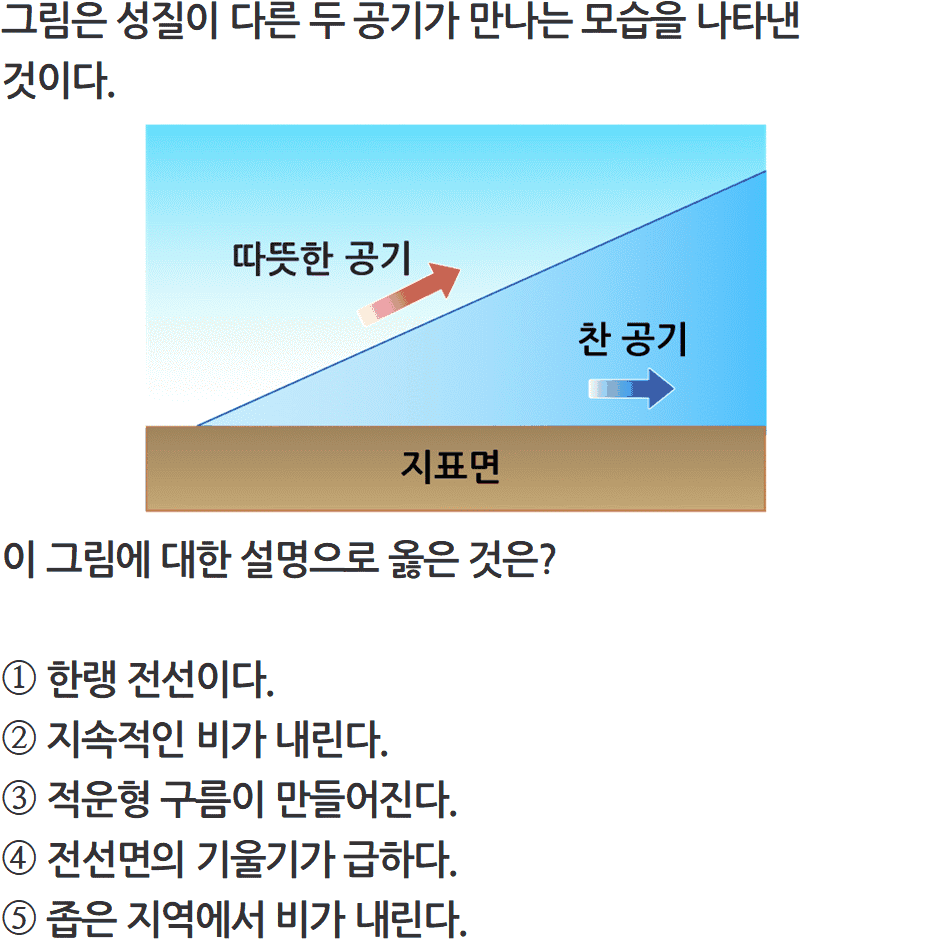 그림은 성질이 다른 두 공기가 만나는 모습을 나타낸
것이다.
따뜻한 공기
찬 공기
지표면
이 그림에 대한 설명으로 옳은 것은?
① 한랭 전선이다.
② 지속적인 비가 내린다.
③ 적운형 구름이 만들어진다.
④ 전선면의 기울기가 급하다.
⑤ 좁은 지역에서 비가 내린다.